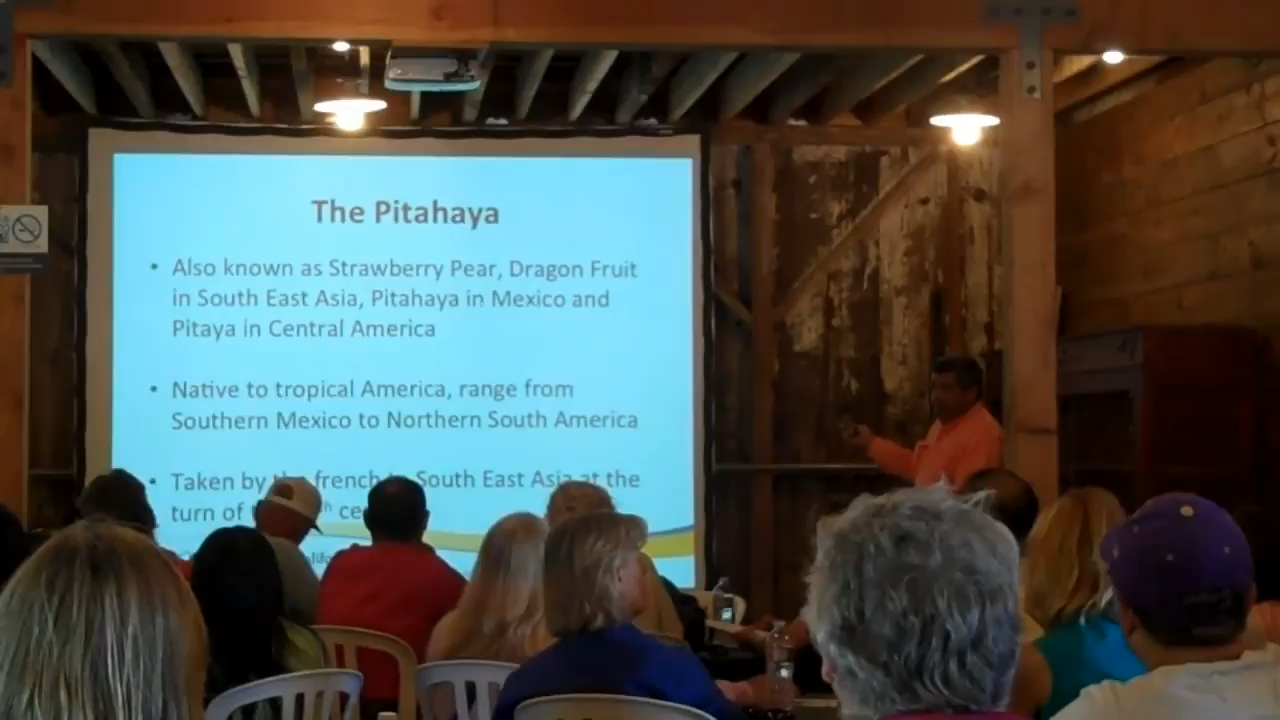 The Pitahaya
• Also known as Strawberry Pear, Dragon Fruit
in South East Asia, Pitahaya in Mexico and
Pitaya in Central America
• Native to tropical America, range from
Southern Mexico to Northern South America
• Taken by french South East Asia at the
turn of